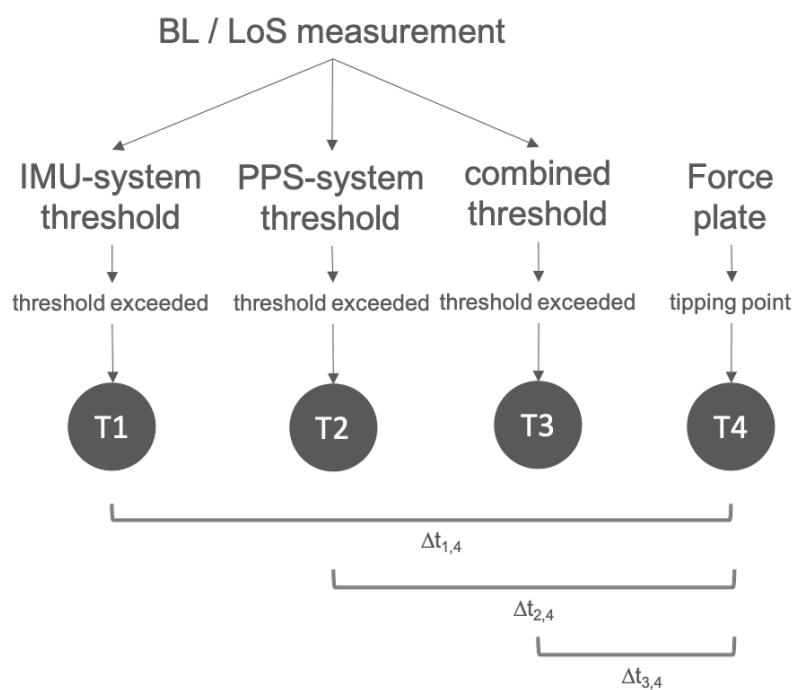 BL / LoS measurement
IMU-system
threshold
PPS-system
threshold
combined
threshold
Force
plate
threshold exceeded
threshold exceeded
threshold exceeded
tipping point
T1
T2
T3
T4
Δt1,4
Δt2,4
Δt3,4